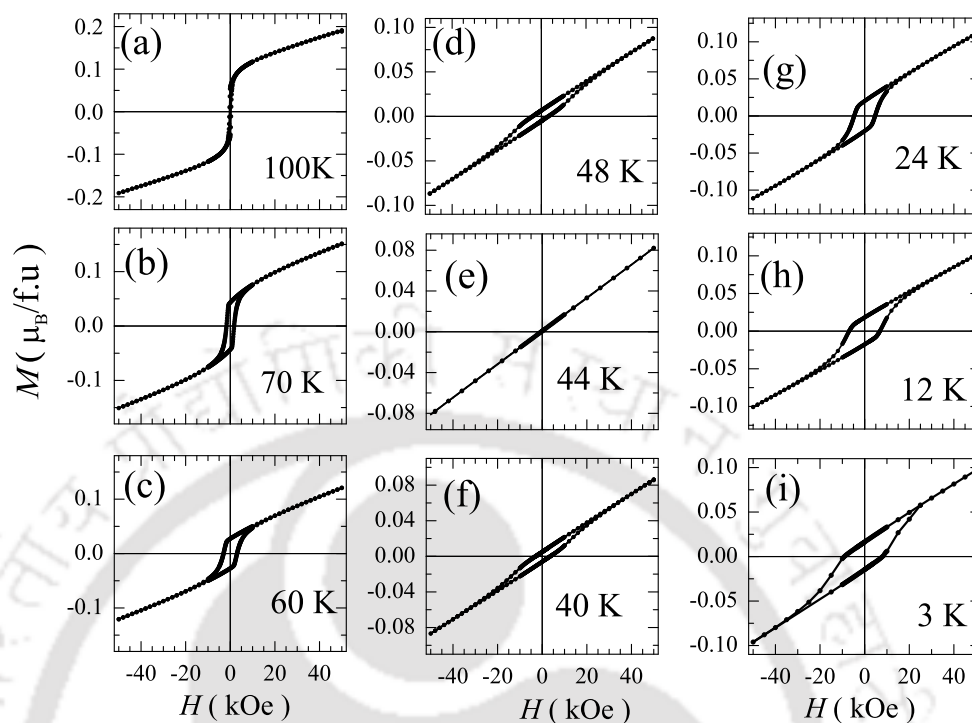 (a)
0.2
0.1
0.0
-0.1
-0.2
100K
(b)
0.1
0.0
-0.1
70 K
(c)
0.1
0.0
-0.1
60 K
-40 -20 0 20 40
H ( kOe)
M ( μB/f.u)
(d)
0.10
0.05
0.00
-0.05
-0.10
48 K
(e)
0.08
0.04
0.00
-0.04
-0.08
44 K
(f)
0.08
0.04
0.00
-0.04
-0.08
40 K
-40 -20 0 20 40
H ( kOe)
(g)
0.10
0.05
0.00
-0.05
-0.10
24 K
(h)
0.10
0.05
0.00
-0.05
-0.10
12 K
(i)
0.10
0.05
0.00
-0.05
-0.10
3 K
-40 -20 0 20 40
H ( kOe)